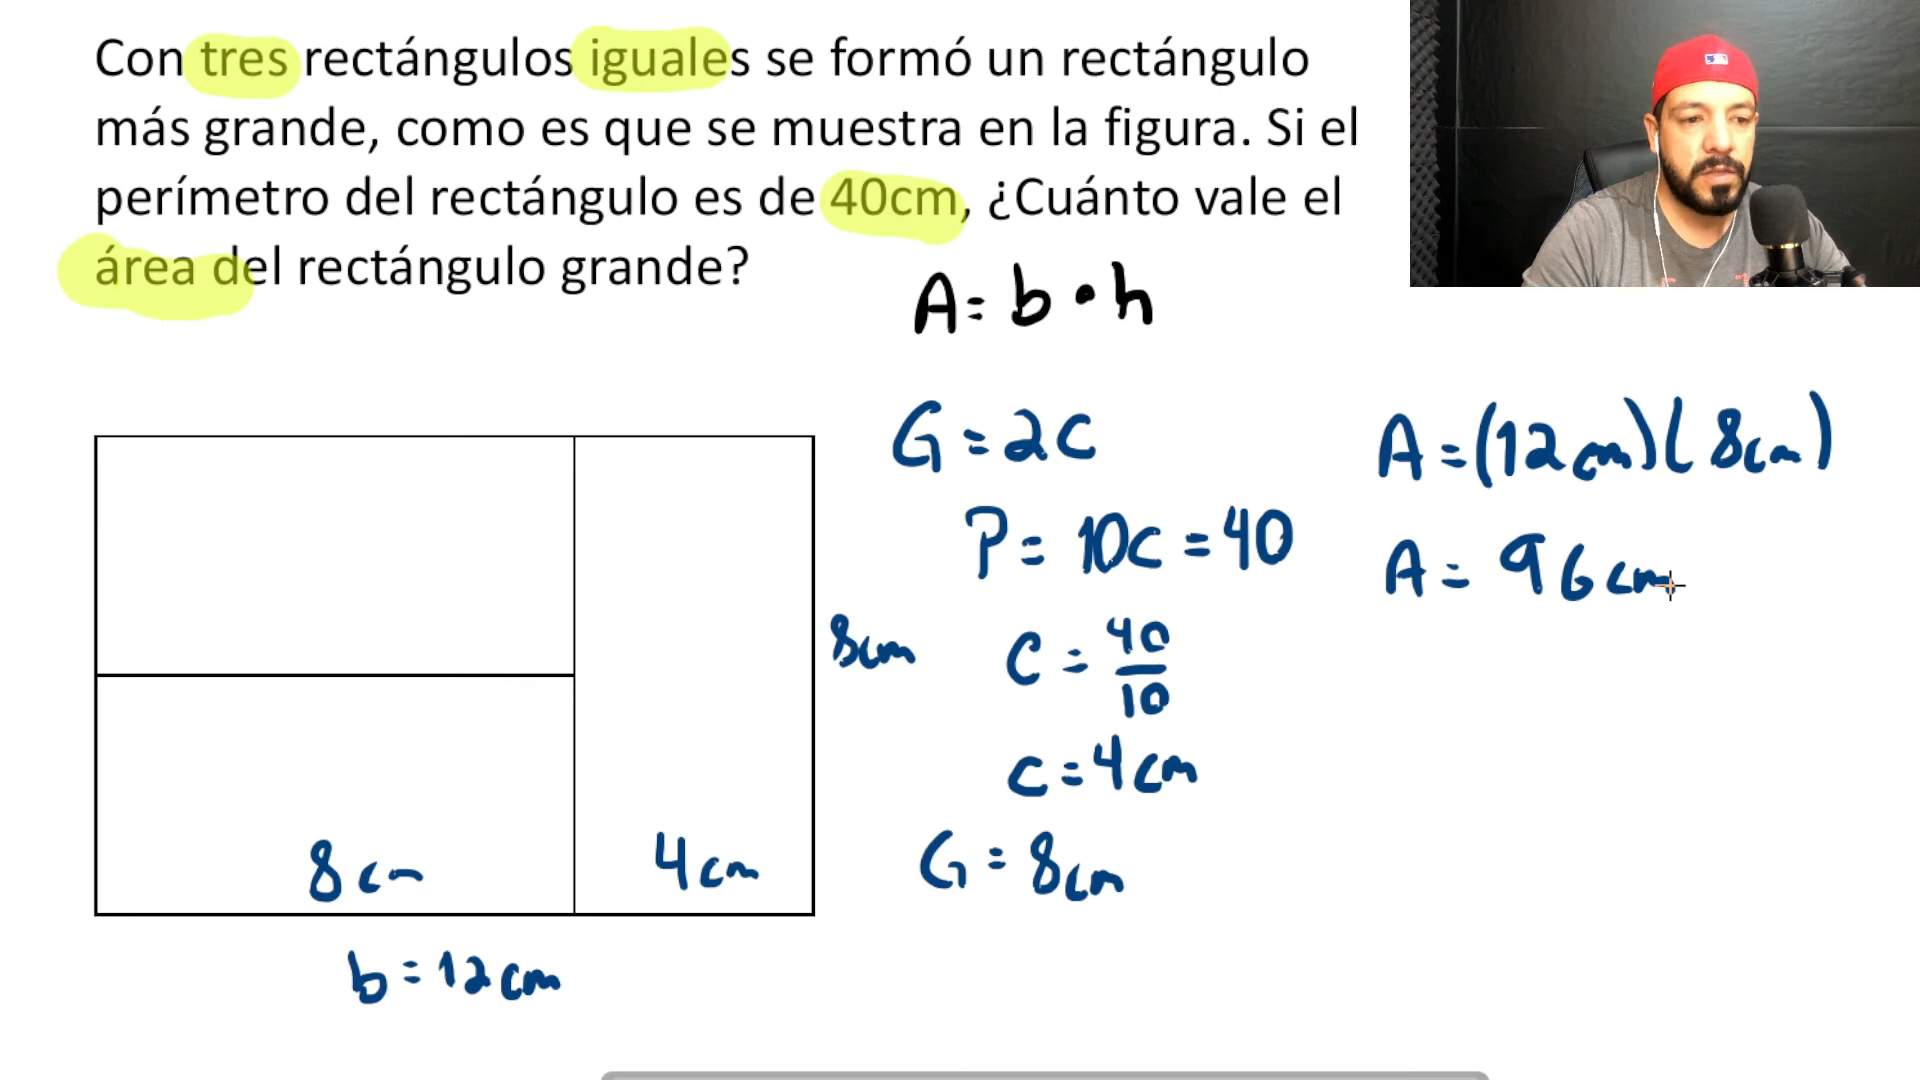 Con tres rectángulos iguales se formó un rectángulo
más grande, como es que se muestra en la figura. Si el
perímetro del rectángulo es de 40cm, ¿Cuánto vale el
área del rectángulo grande?
A = b • h
G = 2C
P = 10C = 40
8cm
C = 40/10
C = 4cm
G = 8cm
8cm
4cm
b = 12cm
A = (12cm)(8cm)
A = 96cm